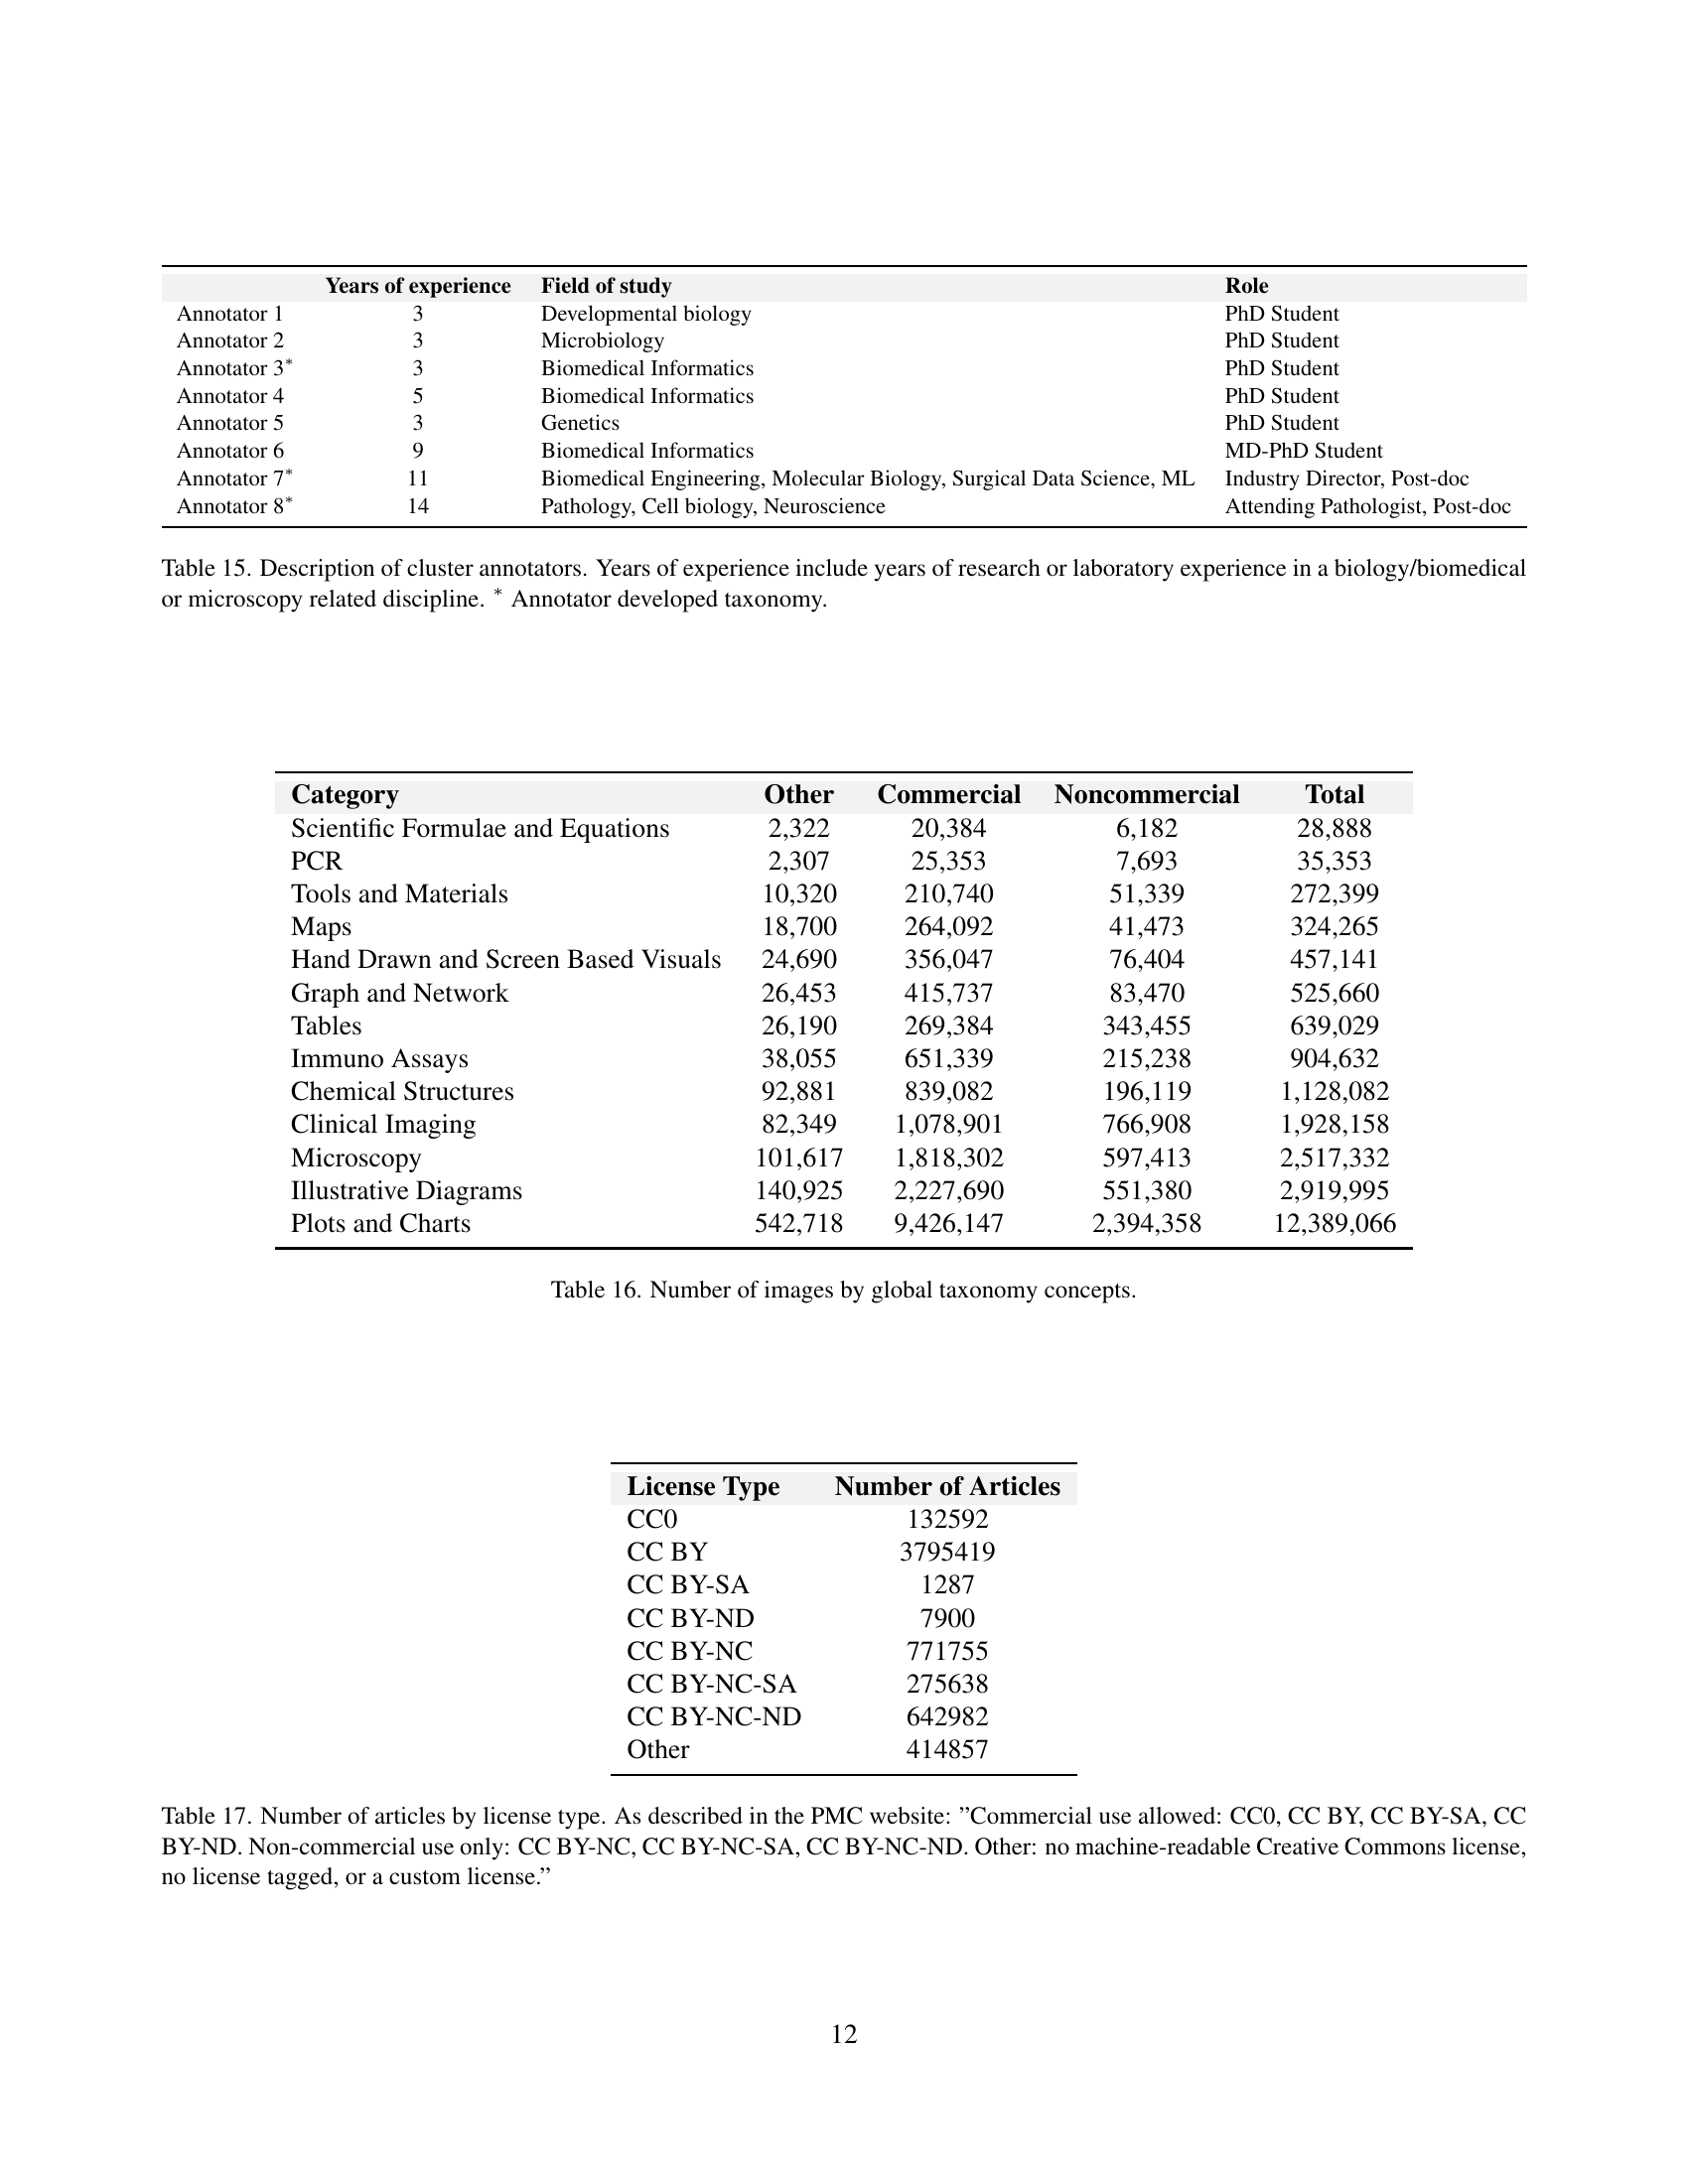 Years of experience Field of study Role
Annotator 1 3 Developmental biology PhD Student
Annotator 2 3 Microbiology PhD Student
Annotator 3* 3 Biomedical Informatics PhD Student
Annotator 4 5 Biomedical Informatics PhD Student
Annotator 5 3 Genetics PhD Student
Annotator 6 9 Biomedical Informatics MD-PhD Student
Annotator 7* 11 Biomedical Engineering, Molecular Biology, Surgical Data Science, ML Industry Director, Post-doc
Annotator 8* 14 Pathology, Cell biology, Neuroscience Attending Pathologist, Post-doc
Table 15. Description of cluster annotators. Years of experience include years of research or laboratory experience in a biology/biomedical
or microscopy related discipline. * Annotator developed taxonomy.
Category Other Commercial Noncommercial Total
Scientific Formulae and Equations 2,322 20,384 6,182 28,888
PCR 2,307 25,353 7,693 35,353
Tools and Materials 10,320 210,740 51,339 272,399
Maps 18,700 264,092 41,473 324,265
Hand Drawn and Screen Based Visuals 24,690 356,047 76,404 457,141
Graph and Network 26,453 415,737 83,470 525,660
Tables 26,190 269,384 343,455 639,029
Immuno Assays 38,055 651,339 215,238 904,632
Chemical Structures 92,881 839,082 196,119 1,128,082
Clinical Imaging 82,349 1,078,901 766,908 1,928,158
Microscopy 101,617 1,818,302 597,413 2,517,332
Illustrative Diagrams 140,925 2,227,690 551,380 2,919,995
Plots and Charts 542,718 9,426,147 2,394,358 12,389,066
Table 16. Number of images by global taxonomy concepts.
License Type Number of Articles
CC0 132592
CC BY 3795419
CC BY-SA 1287
CC BY-ND 7900
CC BY-NC 771755
CC BY-NC-SA 275638
CC BY-NC-ND 642982
Other 414857
Table 17. Number of articles by license type. As described in the PMC website: ”Commercial use allowed: CC0, CC BY, CC BY-SA, CC
BY-ND. Non-commercial use only: CC BY-NC, CC BY-NC-SA, CC BY-NC-ND. Other: no machine-readable Creative Commons license,
no license tagged, or a custom license.”
12